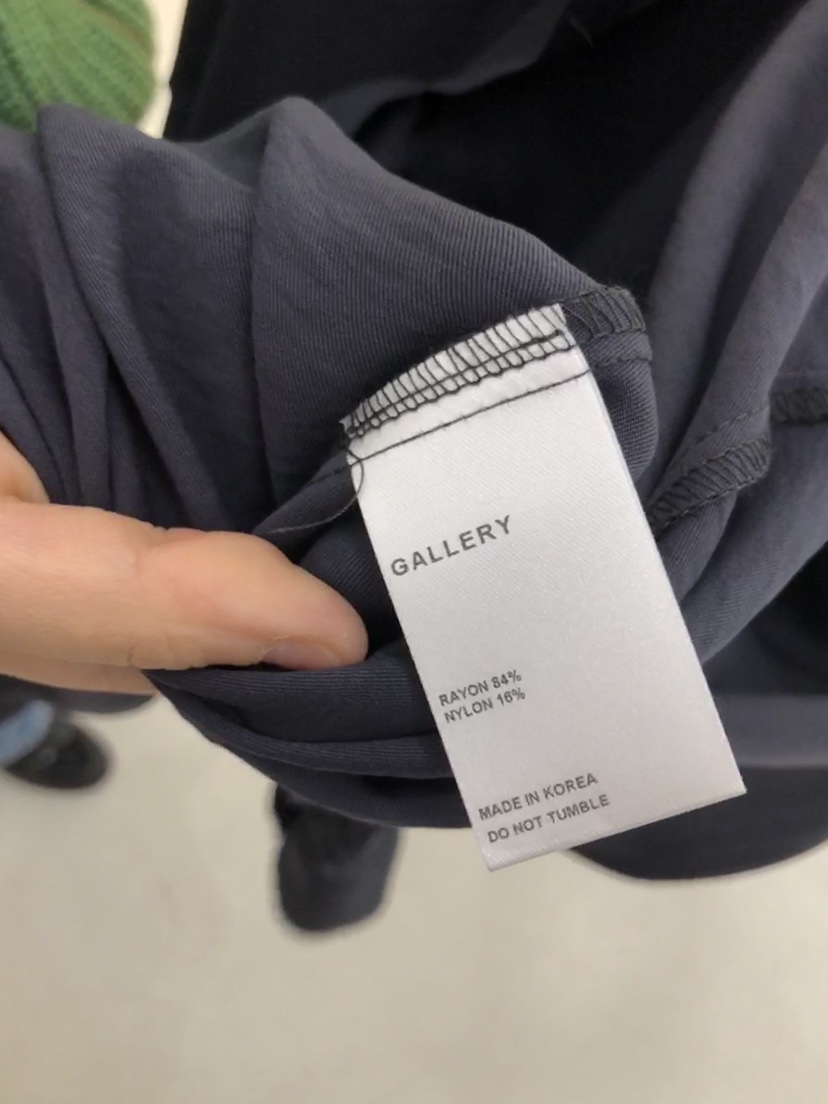 GALLERY
RAYON 84%
NYLON 16%
MADE IN KOREA
DO NOT TUMBLE